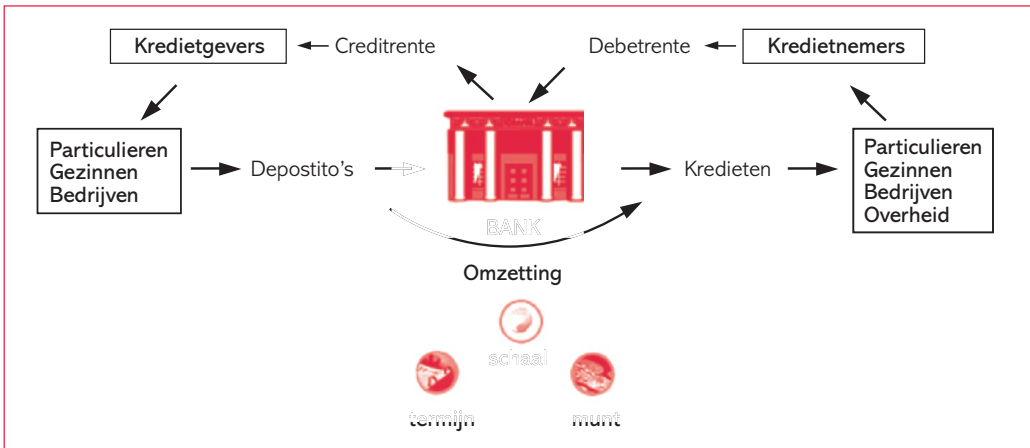 Kredietgevers
Creditrente
Debetrente
Kredietnemers
Particulieren
Gezinnen
Bedrijven
Depostito's
BANK
Kredieten
Particulieren
Gezinnen
Bedrijven
Overheid
Omzetting
schaal
termijn
munt